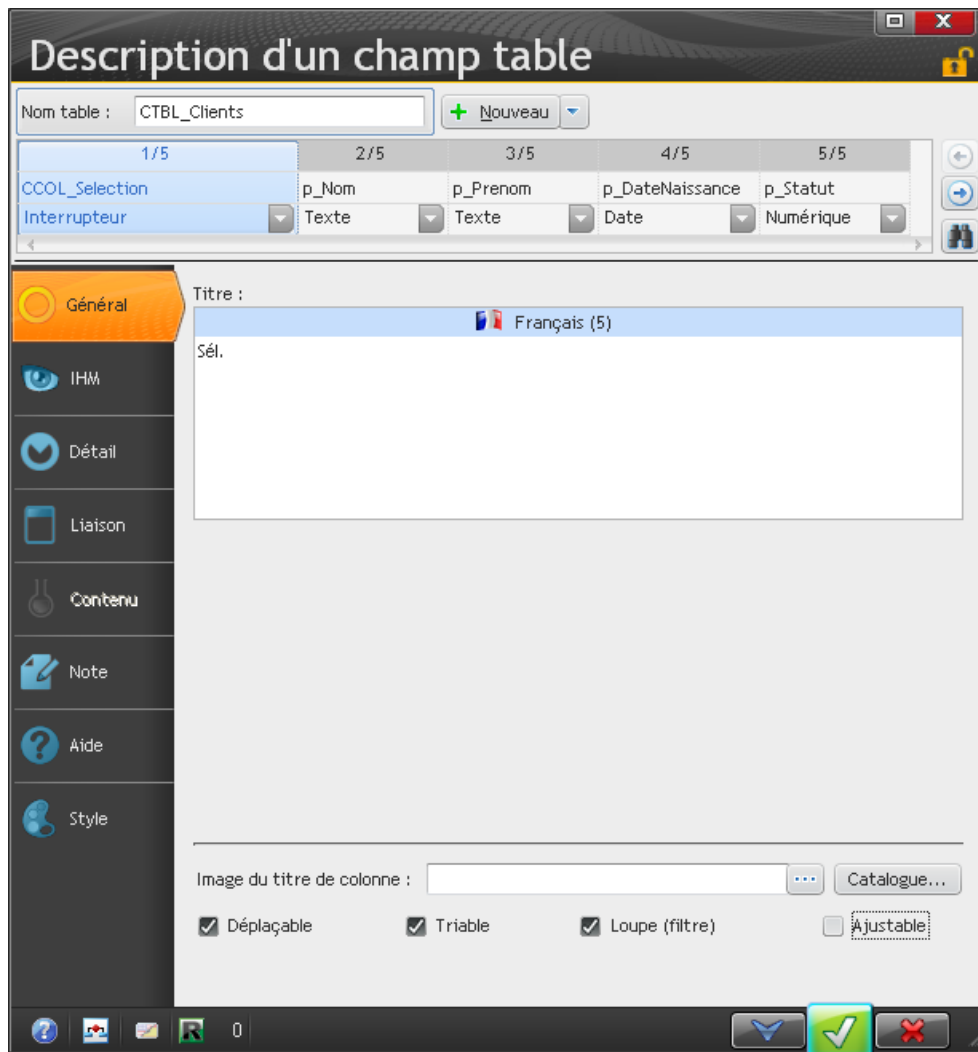 Description d'un champ table
Nom table : CTBL_Clients Nouveau
1/5 2/5 3/5 4/5 5/5
CCOL_Selection p_Nom p_Prenom p_DateNaissance p_Statut
Interrupteur Texte Texte Date Numérique
Général
IHM
Détail
Liaison
Contenu
Note
Aide
Style
Titre :
Français (5)
Sél.
Image du titre de colonne : ... Catalogue...
Déplaçable Triable Loupe (filtre) Ajustable
? R 0